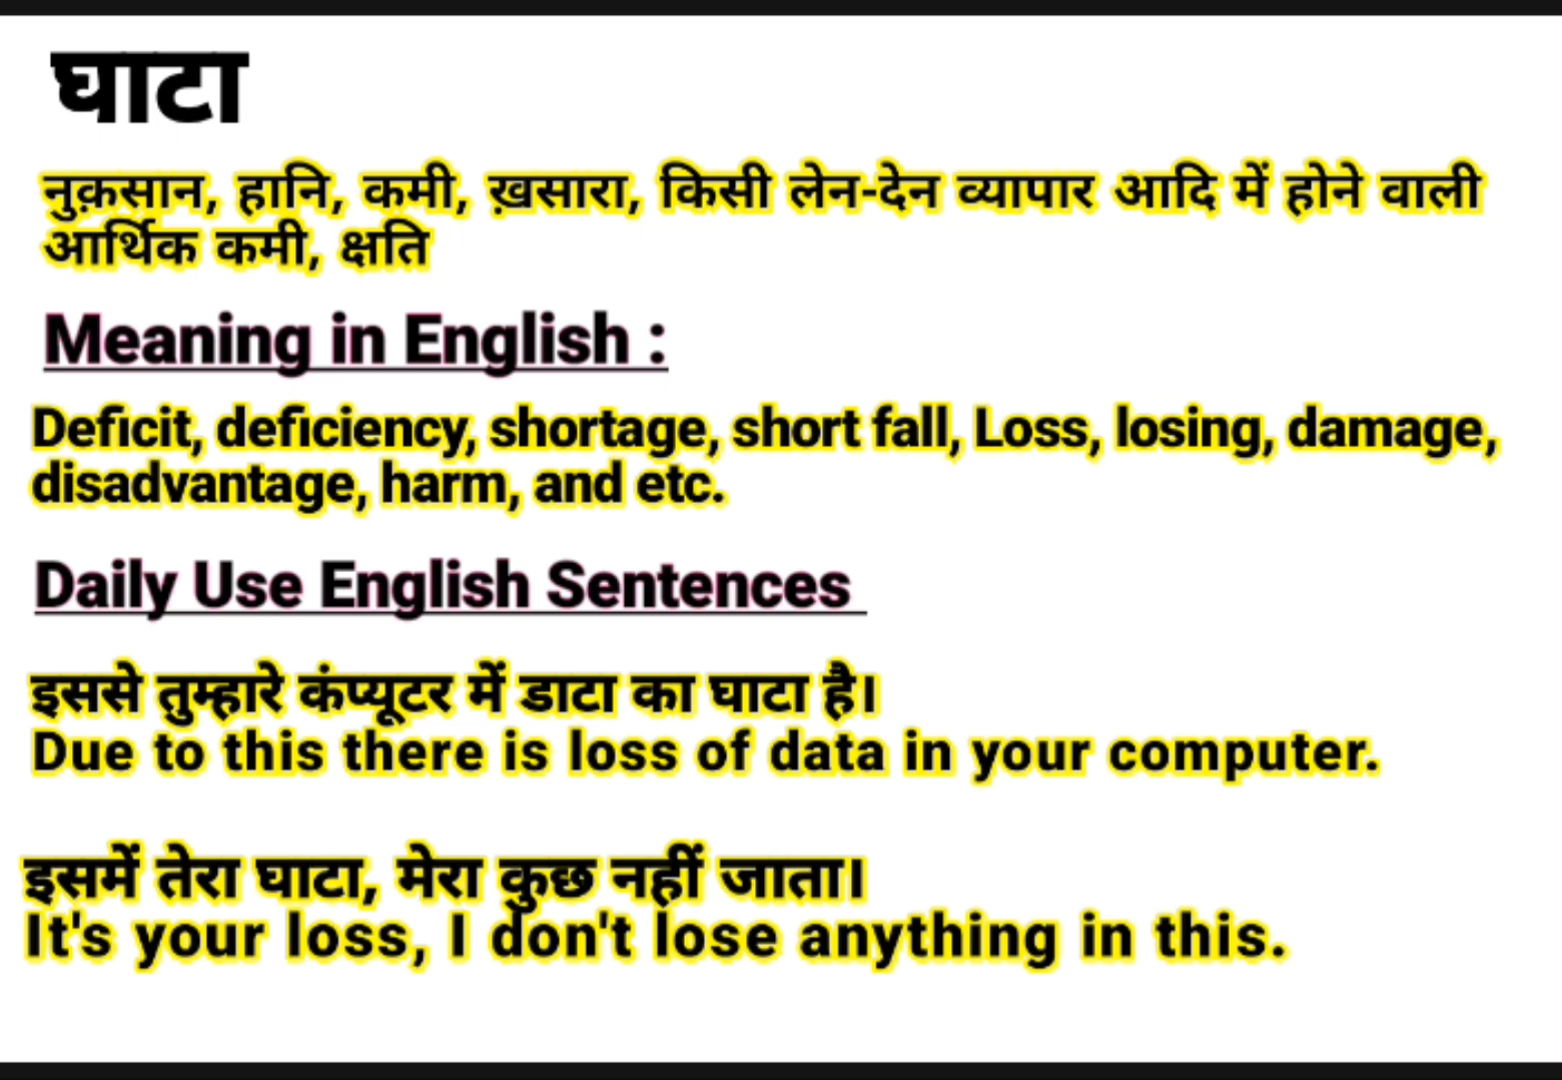 घाटा
नुक़सान, हानि, कमी, ख़सारा, किसी लेन-देन व्यापार आदि में होने वाली
आर्थिक कमी, क्षति
Meaning in English :
Deficit, deficiency, shortage, short fall, Loss, losing, damage,
disadvantage, harm, and etc.
Daily Use English Sentences
इससे तुम्हारे कंप्यूटर में डाटा का घाटा है।
Due to this there is loss of data in your computer.
इसमें तेरा घाटा, मेरा कुछ नहीं जाता।
It's your loss, I don't lose anything in this.